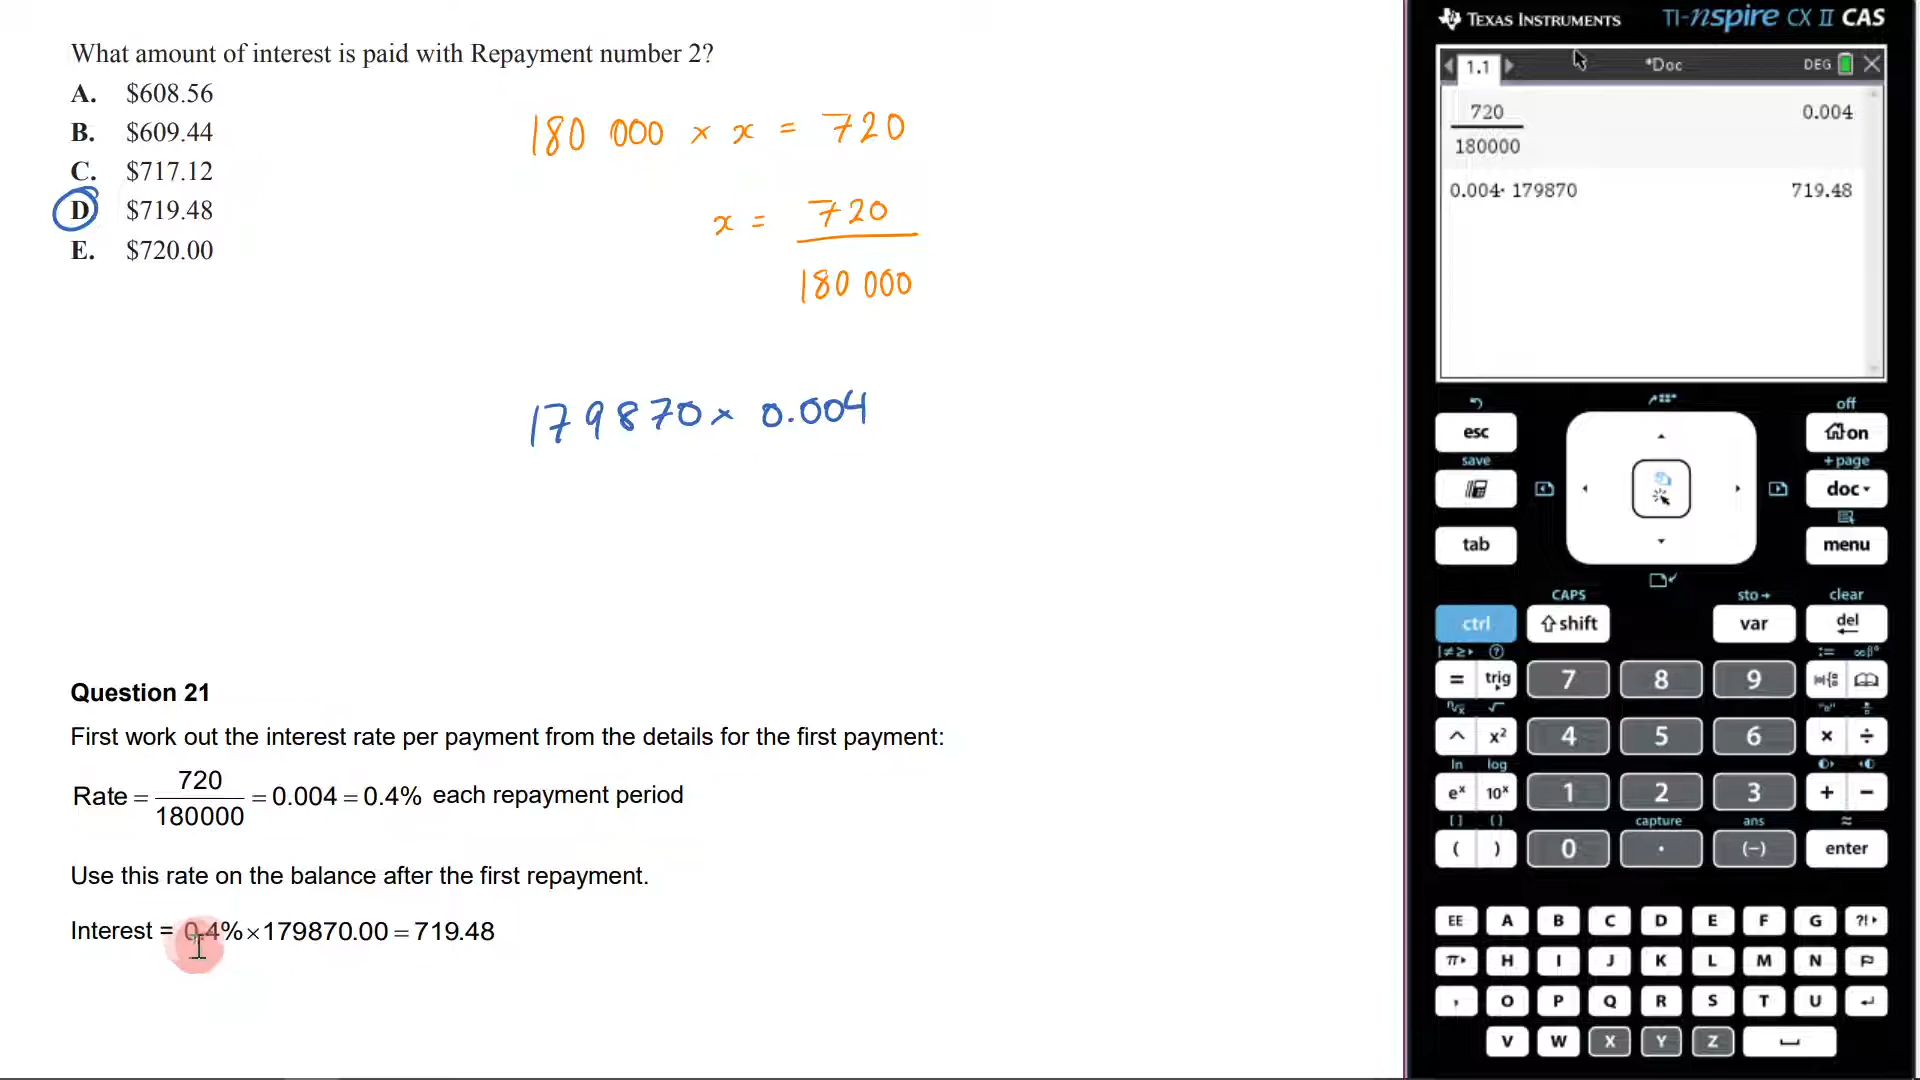 What amount of interest is paid with Repayment number 2?
A. $608.56
B. $609.44
C. $717.12
D $719.48
E. $720.00
180 000 × x = 720
x = 720
180 000
179870 × 0.004
Question 21
First work out the interest rate per payment from the details for the first payment:
Rate = 720/180000 = 0.004 = 0.4% each repayment period
Use this rate on the balance after the first repayment.
Interest = 0.4% × 179870.00 = 719.48
TEXAS INSTRUMENTS TI-nspire CX II CAS
1.1 *Doc DEG
720 0.004
180000
0.004·179870 719.48
off
esc on
save +page
doc
tab menu
CAPS sto→ clear
ctrl ⇧shift var del
|≠≥▸ ? := ∞β°
= trig 7 8 9
ⁿ√x √ "∞"
^ x² 4 5 6 × ÷
ln log
eˣ 10ˣ 1 2 3 + −
[ ] { } capture ans ≈
( ) 0 . (−) enter
EE A B C D E F G ?!▸
π▸ H I J K L M N
, O P Q R S T U ↵
V W X Y Z